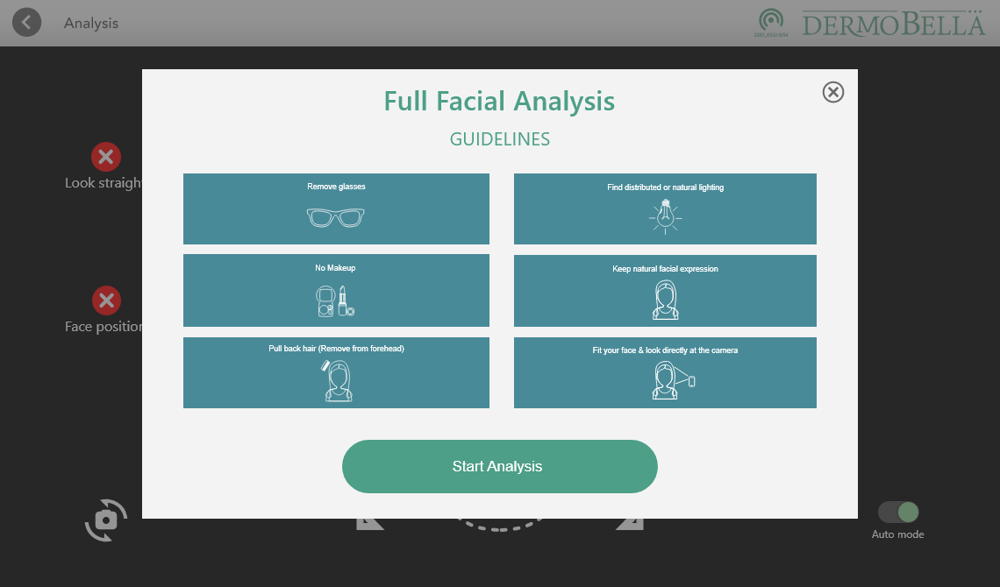 Analysis
DERMOBELLA
Full Facial Analysis
GUIDELINES
Remove glasses
Find distributed or natural lighting
No Makeup
Keep natural facial expression
Pull back hair (Remove from forehead)
Fit your face & look directly at the camera
Start Analysis
Look straigh
Face position
Auto mode